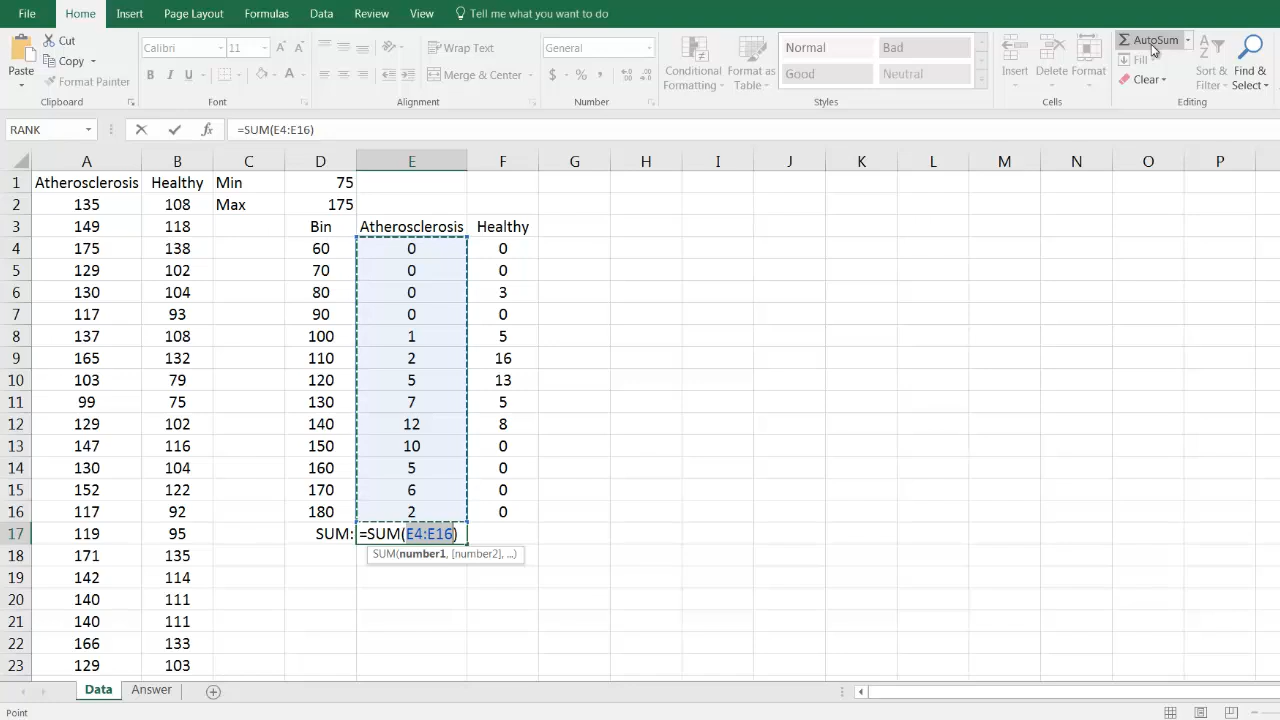 File Home Insert Page Layout Formulas Data Review View Tell me what you want to do
Cut Calibri 11 A A Wrap Text General Normal Bad AutoSum
Copy Fill
Paste Format Painter B I U A Merge & Center $ % , Conditional Formatting Format as Table Good Neutral Insert Delete Format Clear Sort & Filter Find & Select
Clipboard Font Alignment Number Styles Cells Editing
RANK fx =SUM(E4:E16)
A B C D E F G H I J K L M N O P
1 Atherosclerosis Healthy Min 75
2 135 108 Max 175
3 149 118 Bin Atherosclerosis Healthy
4 175 138 60 0 0
5 129 102 70 0 0
6 130 104 80 0 3
7 117 93 90 0 0
8 137 108 100 1 5
9 165 132 110 2 16
10 103 79 120 5 13
11 99 75 130 7 5
12 129 102 140 12 8
13 147 116 150 10 0
14 130 104 160 5 0
15 152 122 170 6 0
16 117 92 180 2 0
17 119 95 SUM: =SUM(E4:E16)
18 171 135 SUM(number1, [number2], ...)
19 142 114
20 140 111
21 140 111
22 166 133
23 129 103
Data Answer
Point